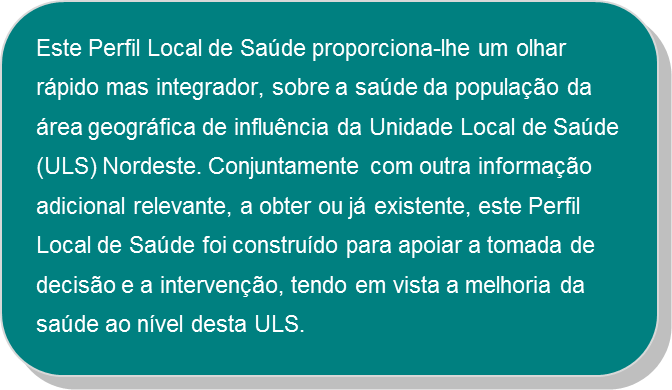 Este Perfil Local de Saúde proporciona-lhe um olhar
rápido mas integrador, sobre a saúde da população da
área geográfica de influência da Unidade Local de Saúde
(ULS) Nordeste. Conjuntamente com outra informação
adicional relevante, a obter ou já existente, este Perfil
Local de Saúde foi construído para apoiar a tomada de
decisão e a intervenção, tendo em vista a melhoria da
saúde ao nível desta ULS.